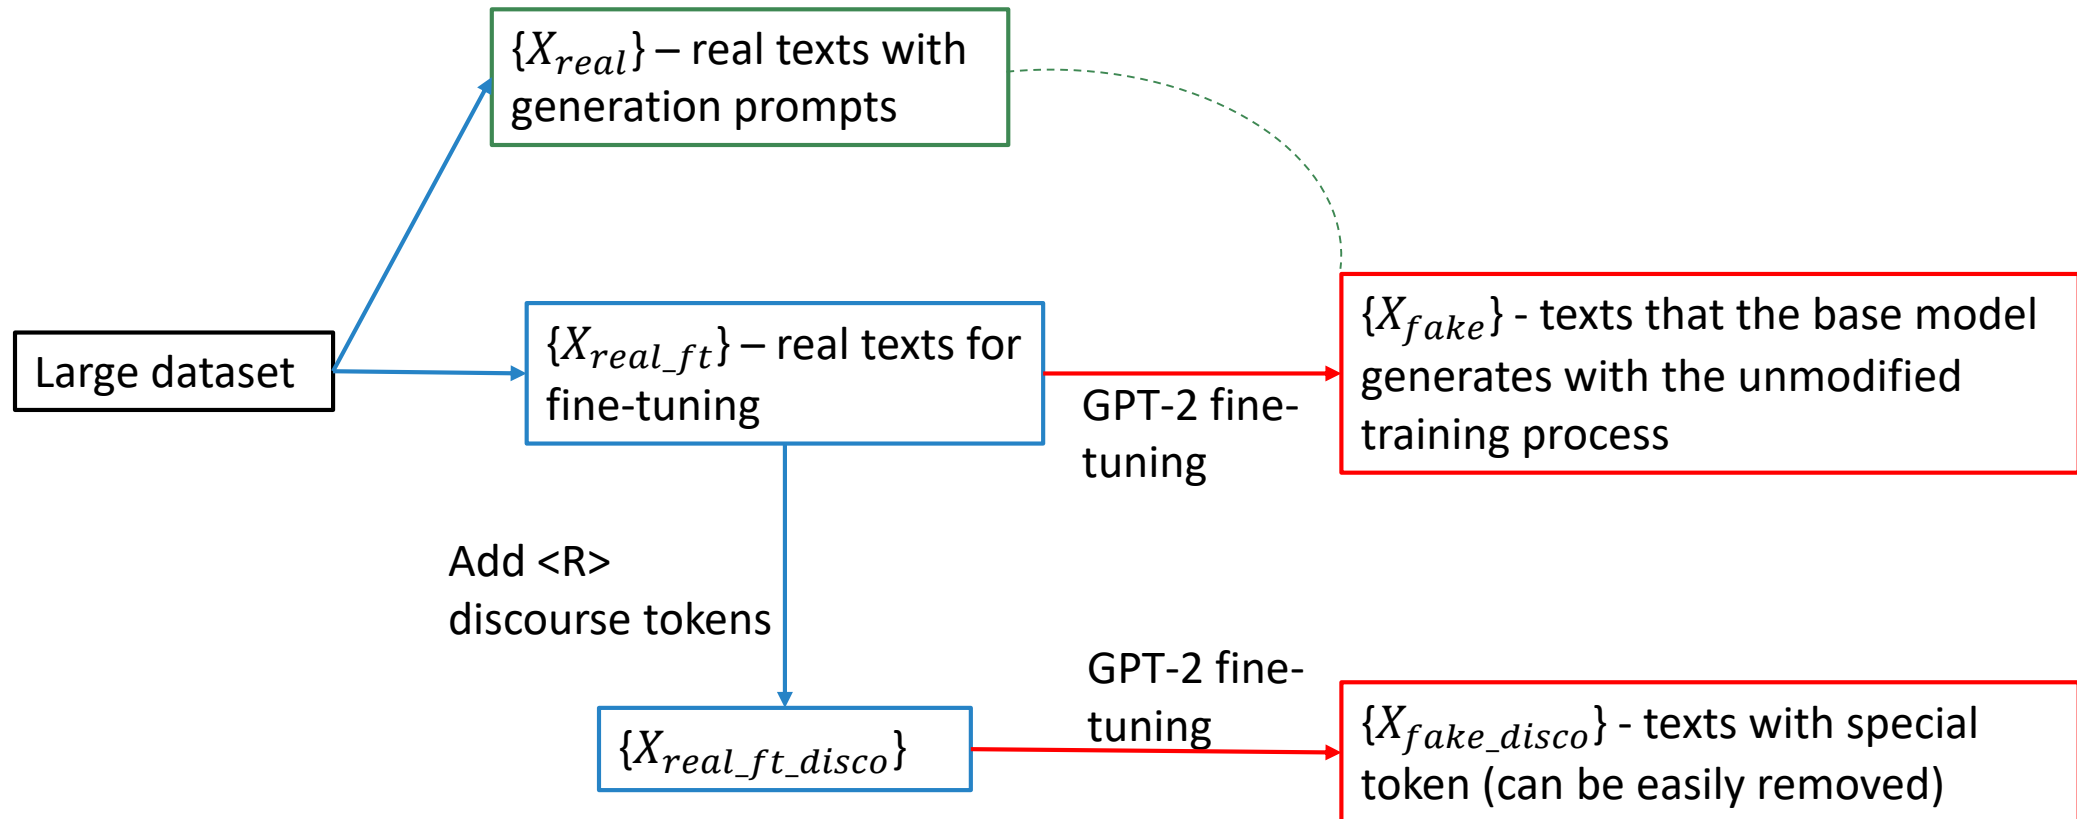 {X_real} – real texts with
generation prompts
Large dataset
{X_real_ft} – real texts for
fine-tuning
GPT-2 fine-
tuning
{X_fake} - texts that the base model
generates with the unmodified
training process
Add <R>
discourse tokens
{X_real_ft_disco}
GPT-2 fine-
tuning
{X_fake_disco} - texts with special
token (can be easily removed)